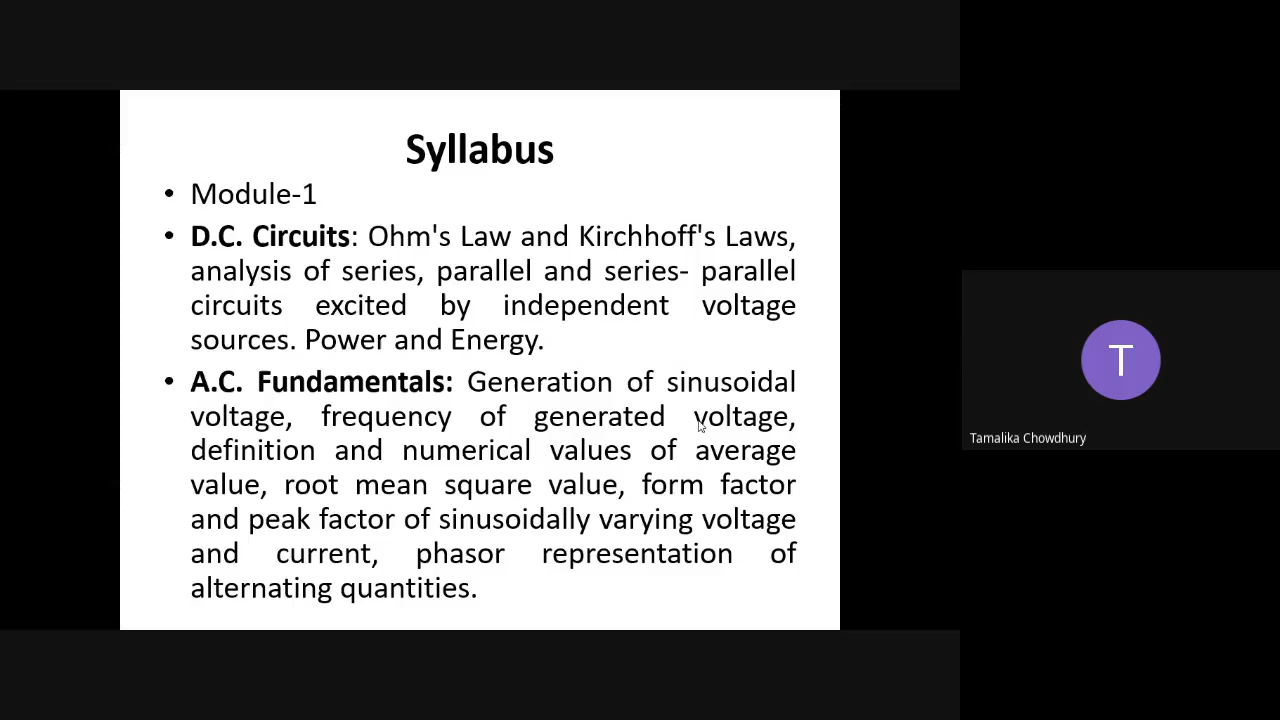 Syllabus
• Module-1
• D.C. Circuits: Ohm's Law and Kirchhoff's Laws,
analysis of series, parallel and series- parallel
circuits excited by independent voltage
sources. Power and Energy.
• A.C. Fundamentals: Generation of sinusoidal
voltage, frequency of generated voltage,
definition and numerical values of average
value, root mean square value, form factor
and peak factor of sinusoidally varying voltage
and current, phasor representation of
alternating quantities.
T
Tamalika Chowdhury